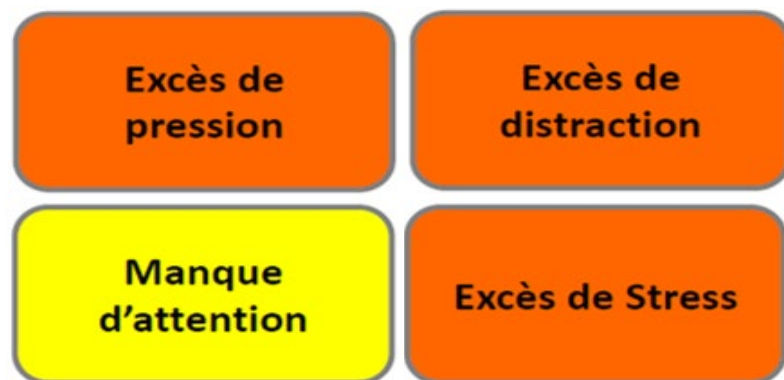 Excès de
pression
Excès de
distraction
Manque
d’attention
Excès de Stress